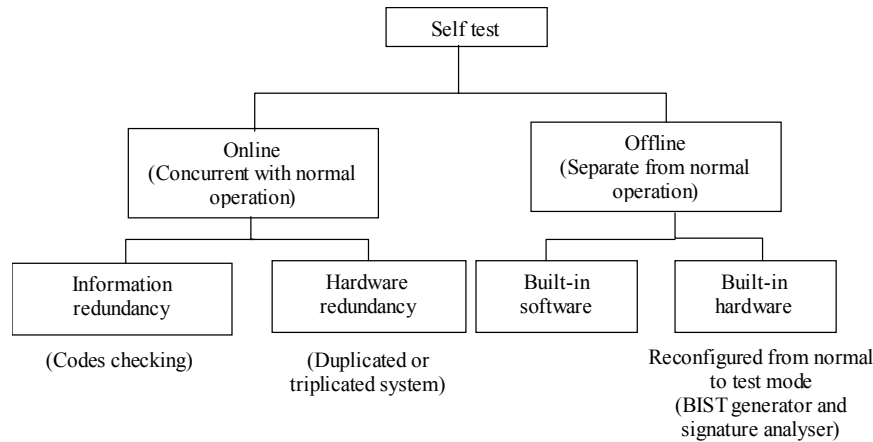 Self test
Online
(Concurrent with normal
operation)
Offline
(Separate from normal
operation)
Information
redundancy
Hardware
redundancy
Built-in
software
Built-in
hardware
(Codes checking)
(Duplicated or
triplicated system)
Reconfigured from normal
to test mode
(BIST generator and
signature analyser)